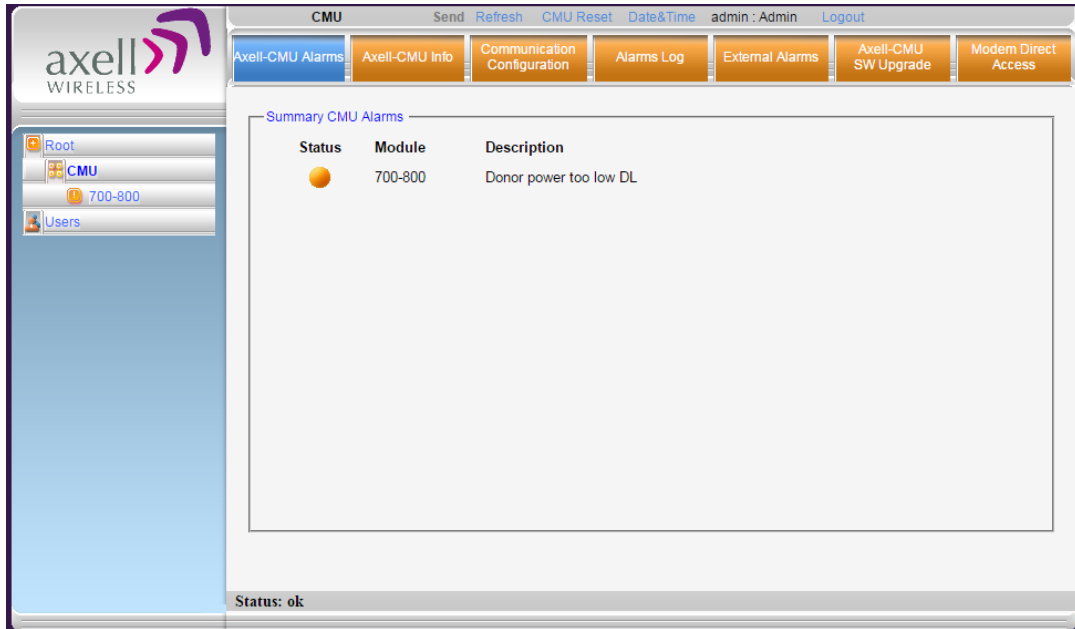 axell
WIRELESS
CMU Send Refresh CMU Reset Date&Time admin : Admin Logout
Axell-CMU Alarms
Axell-CMU Info
Communication
Configuration
Alarms Log
External Alarms
Axell-CMU
SW Upgrade
Modem Direct
Access
Root
CMU
700-800
Users
Summary CMU Alarms
Status Module Description
700-800 Donor power too low DL
Status: ok